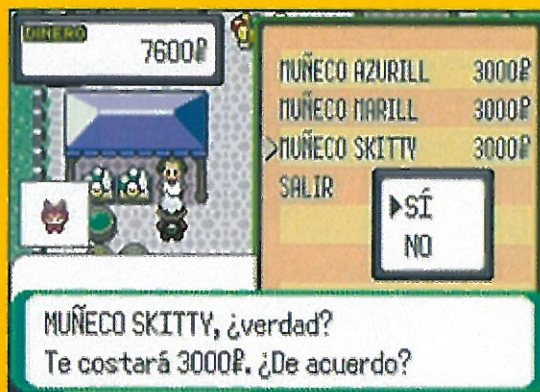 DINERO
7600₽
MUÑECO AZURILL 3000₽
MUÑECO MARILL 3000₽
MUÑECO SKITTY 3000₽
SALIR
SÍ
NO
MUÑECO SKITTY, ¿verdad?
Te costará 3000₽. ¿De acuerdo?